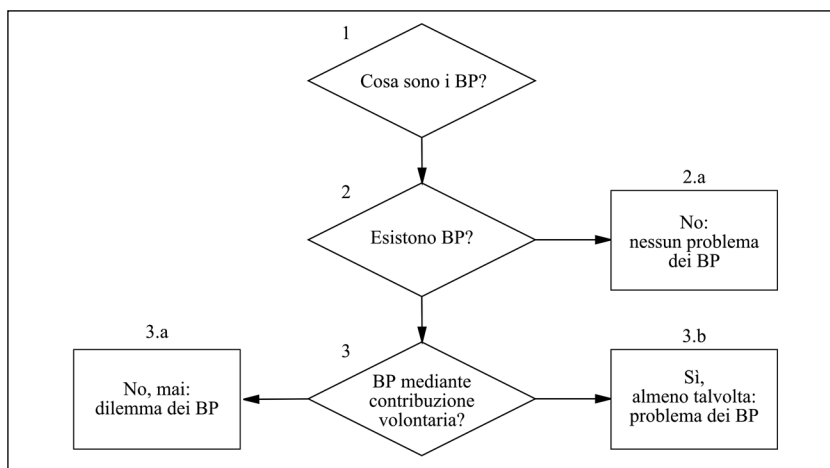 1
Cosa sono i BP?
2
Esistono BP?
2.a
No:
nessun problema
dei BP
3.a
No, mai:
dilemma dei BP
3
BP mediante
contribuzione
volontaria?
3.b
Sì,
almeno talvolta:
problema dei BP